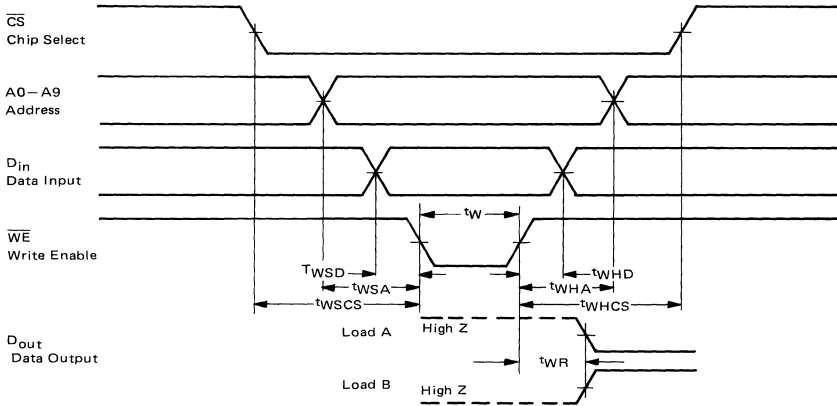 CS
Chip Select
A0–A9
Address
Din
Data Input
tW
WE
Write Enable
TWSD
tWHD
tWSA
tWHA
tWSCS
tWHCS
Dout
Data Output
Load A
High Z
tWR
Load B
High Z